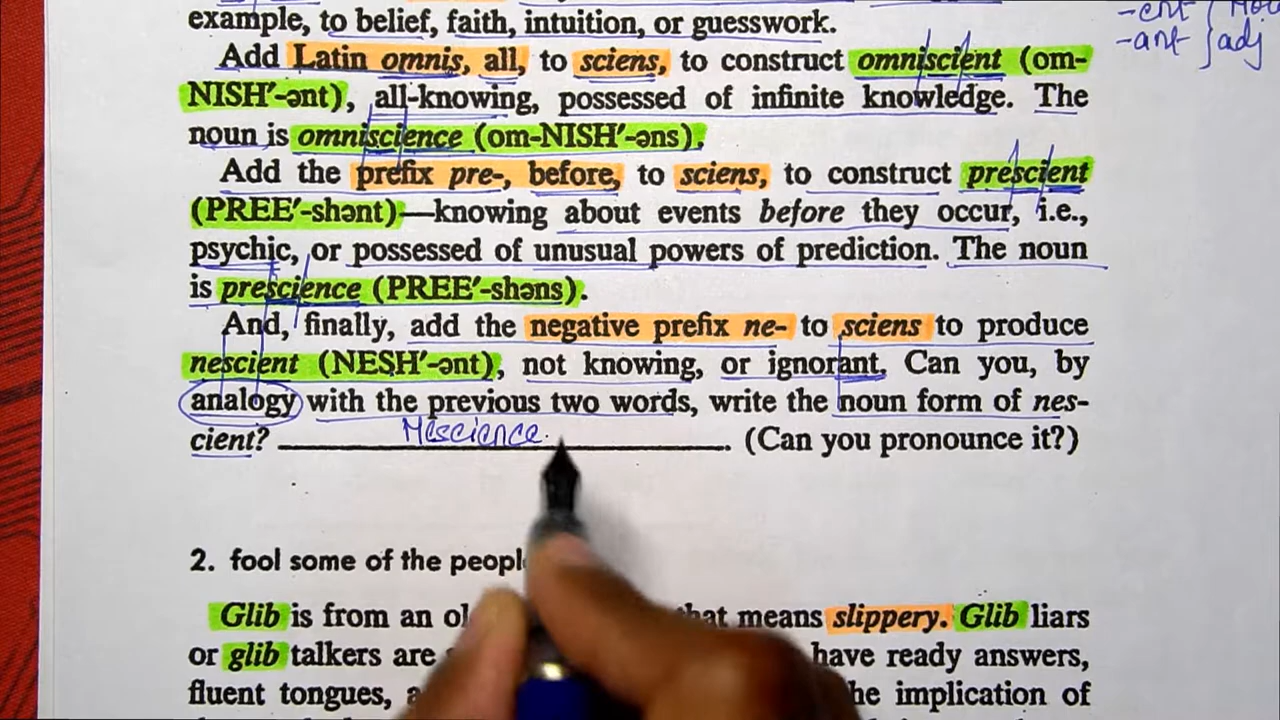 example, to belief, faith, intuition, or guesswork.
-ent } Nou
-ant } adj
Add Latin omnis, all, to sciens, to construct omniscient (om-
NISH′-ənt), all-knowing, possessed of infinite knowledge. The
noun is omniscience (om-NISH′-əns).
Add the prefix pre-, before, to sciens, to construct prescient
(PREE′-shənt)—knowing about events before they occur, i.e.,
psychic, or possessed of unusual powers of prediction. The noun
is prescience (PREE′-shəns).
And, finally, add the negative prefix ne- to sciens to produce
nescient (NESH′-ənt), not knowing, or ignorant. Can you, by
analogy with the previous two words, write the noun form of nes-
cient? Nescience. (Can you pronounce it?)
2. fool some of the peopl
Glib is from an ol that means slippery. Glib liars
or glib talkers are have ready answers,
fluent tongues, a he implication of